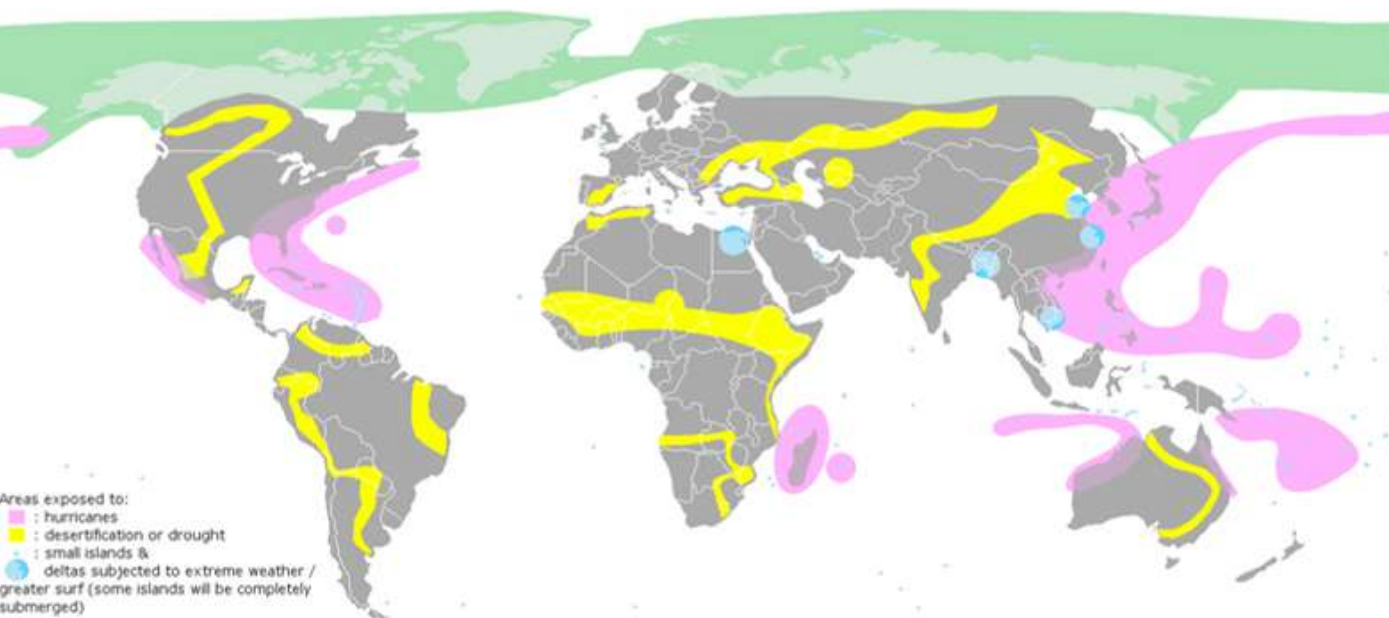 Areas exposed to:
: hurricanes
: desertification or drought
: small islands &
deltas subjected to extreme weather /
greater surf (some islands will be completely
submerged)